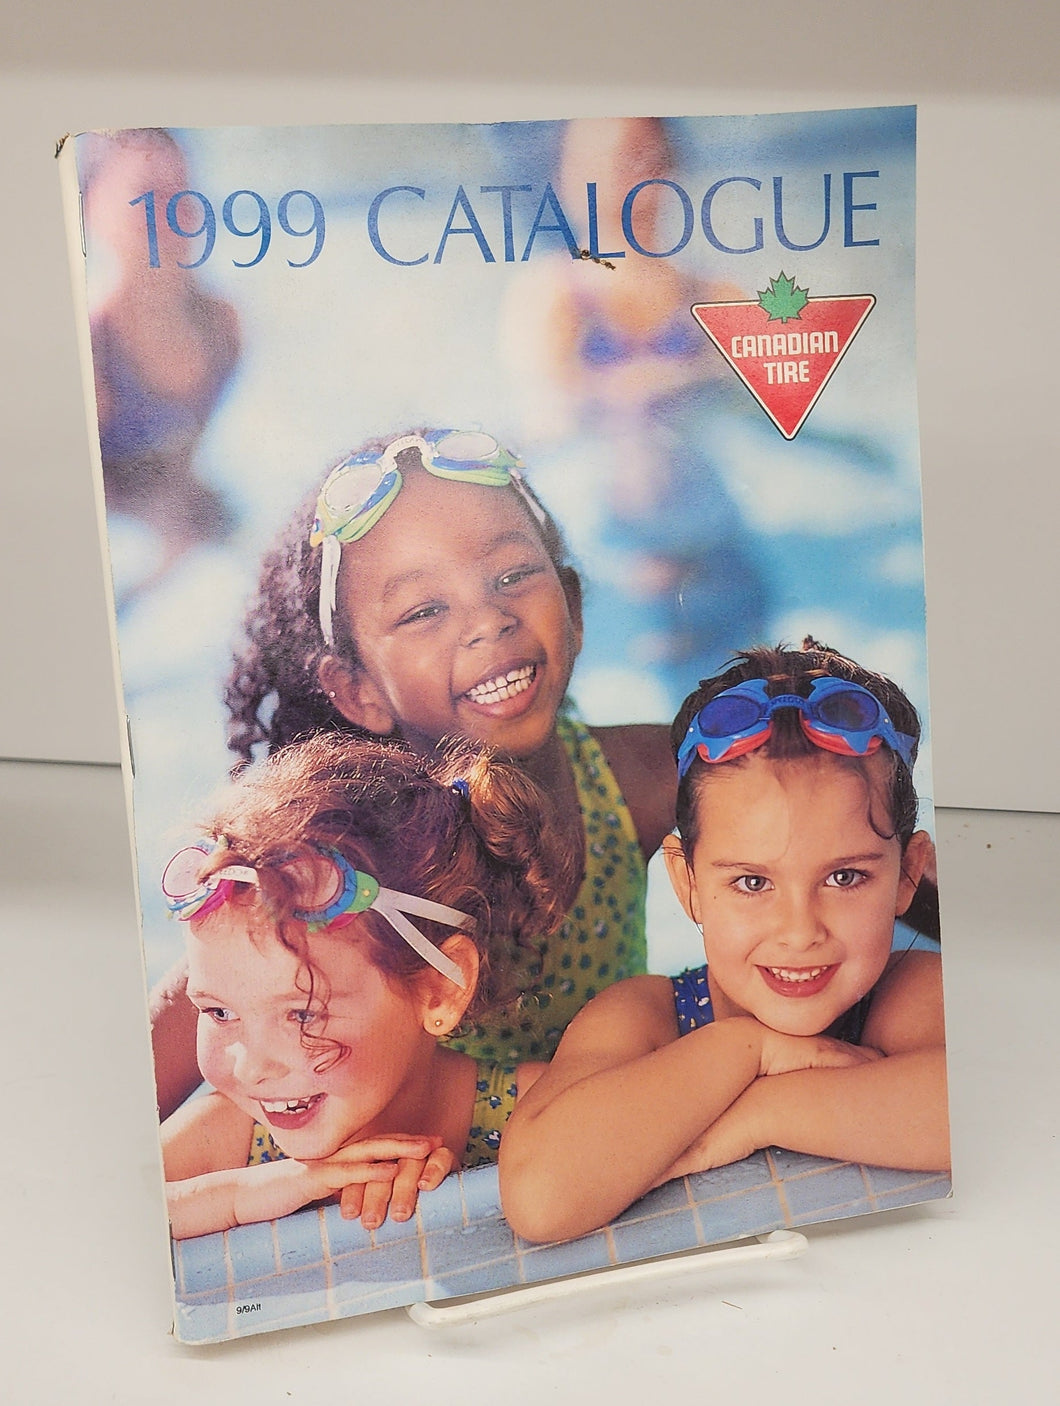 1999 CATALOGUE
CANADIAN
TIRE
9/9Alt